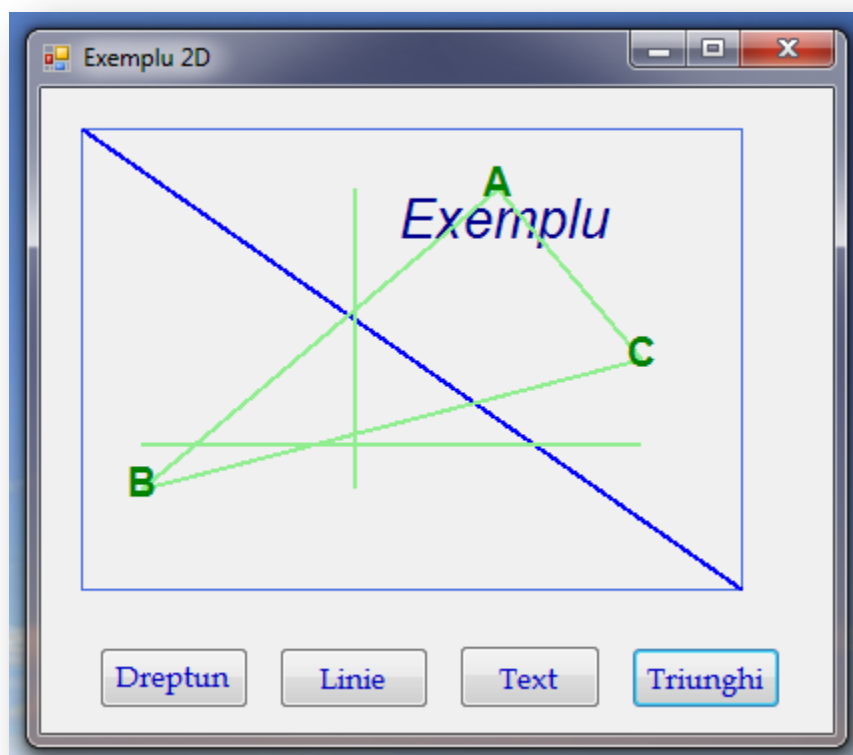 Exemplu 2D
A
Exemplu
C
B
Dreptun
Linie
Text
Triunghi